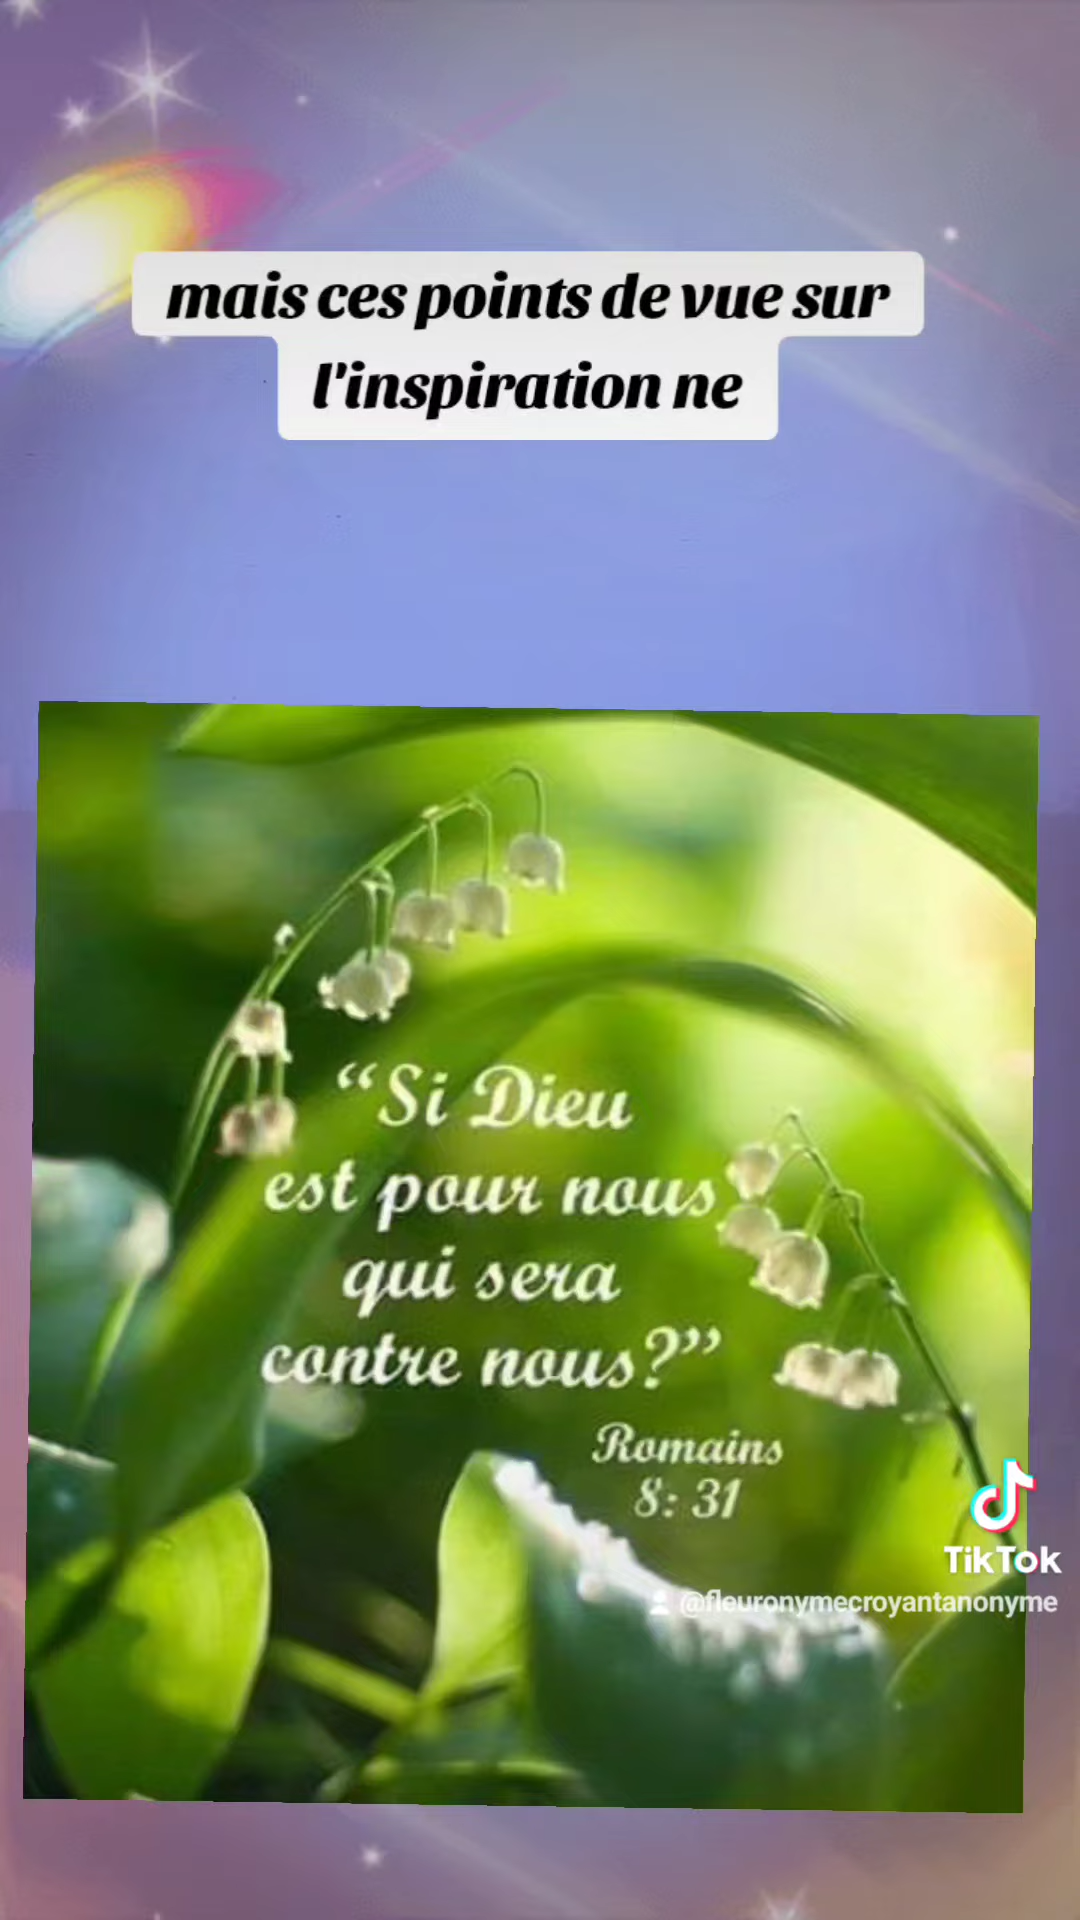 mais ces points de vue sur
l'inspiration ne
“Si Dieu
est pour nous
qui sera
contre nous?”
Romains
8: 31
TikTok
@fleuronymecroyantanonyme